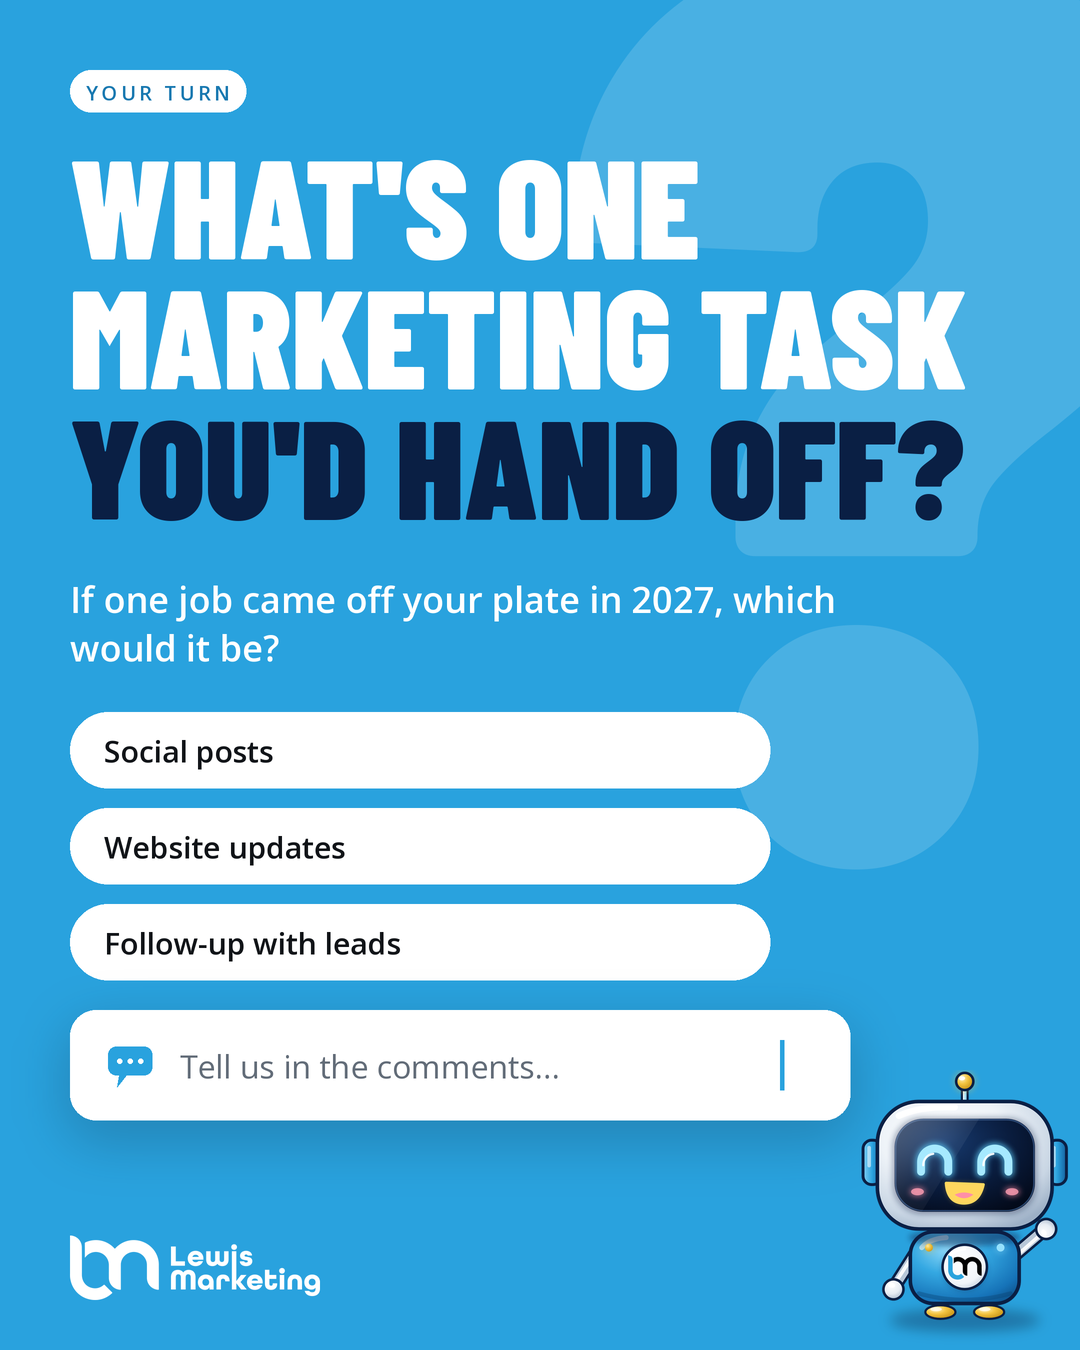 YOUR TURN
WHAT'S ONE
MARKETING TASK
YOU'D HAND OFF?
If one job came off your plate in 2027, which
would it be?
Social posts
Website updates
Follow-up with leads
Tell us in the comments...
Lewis
Marketing